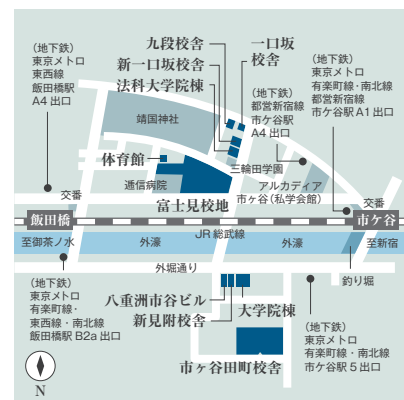 九段校舎
一口坂
校舎
新一口坂校舎
法科大学院棟
(地下鉄)
東京メトロ
東西線
飯田橋駅
A4 出口
(地下鉄)
東京メトロ
有楽町線・南北線
都営新宿線
市ケ谷駅 A1 出口
(地下鉄)
都営新宿線
市ケ谷駅
A4 出口
靖国神社
体育館
三輪田学園
逓信病院
アルカディア
市ヶ谷(私学会館)
富士見校地
交番
交番
飯田橋
JR 総武線
市ケ谷
至御茶ノ水
外濠
外濠
至新宿
外堀通り
釣り堀
(地下鉄)
東京メトロ
有楽町線・
東西線・南北線
飯田橋駅 B2a 出口
八重洲市谷ビル
新見附校舎
大学院棟
(地下鉄)
東京メトロ
有楽町線・南北線
市ケ谷駅 5 出口
市ヶ谷田町校舎
N